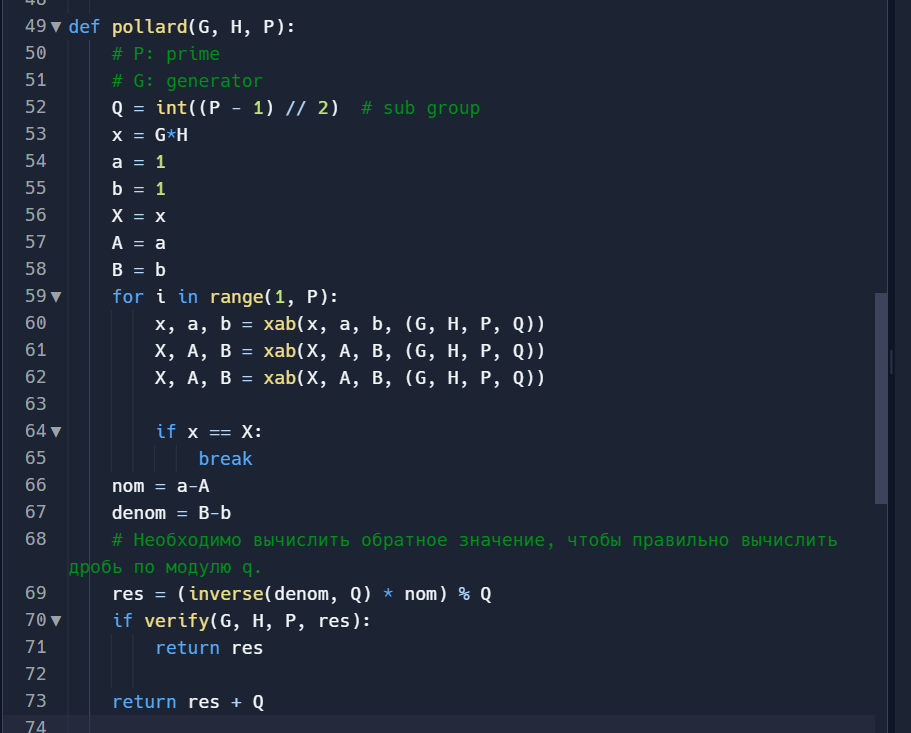 48
49 def pollard(G, H, P):
50     # P: prime
51     # G: generator
52     Q = int((P - 1) // 2)  # sub group
53     x = G*H
54     a = 1
55     b = 1
56     X = x
57     A = a
58     B = b
59     for i in range(1, P):
60         x, a, b = xab(x, a, b, (G, H, P, Q))
61         X, A, B = xab(X, A, B, (G, H, P, Q))
62         X, A, B = xab(X, A, B, (G, H, P, Q))
63
64         if x == X:
65             break
66     nom = a-A
67     denom = B-b
68     # Необходимо вычислить обратное значение, чтобы правильно вычислить
дробь по модулю q.
69     res = (inverse(denom, Q) * nom) % Q
70     if verify(G, H, P, res):
71         return res
72
73     return res + Q
74